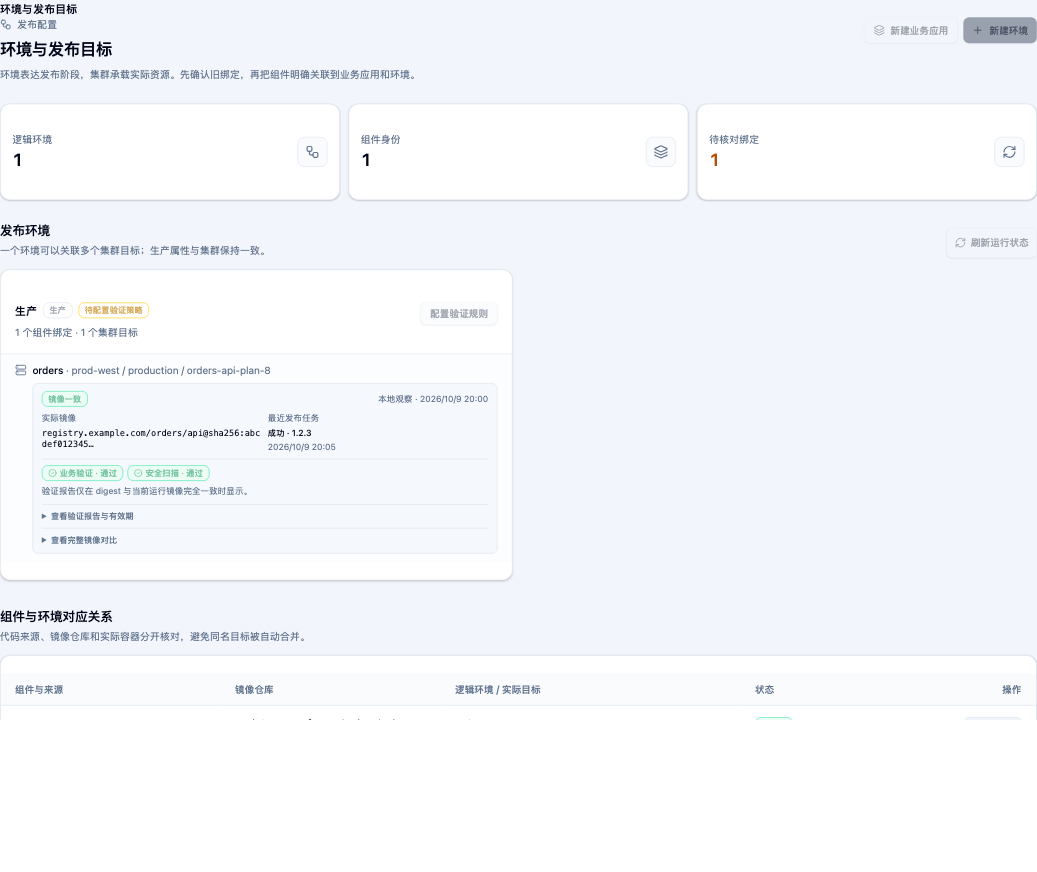 环境与发布目标
发布配置
环境与发布目标
新建业务应用
新建环境
环境表达发布阶段，集群承载实际资源。先确认旧绑定，再把组件明确关联到业务应用和环境。
逻辑环境
1
组件身份
1
待核对绑定
1
发布环境
一个环境可以关联多个集群目标；生产属性与集群保持一致。
刷新运行状态
生产 生产 待配置验证策略
配置验证规则
1 个组件绑定 · 1 个集群目标
orders · prod-west / production / orders-api-plan-8
镜像一致
本地观察 · 2026/10/9 20:00
实际镜像
registry.example.com/orders/api@sha256:abc
def012345…
最近发布任务
成功 · 1.2.3
2026/10/9 20:05
业务验证 · 通过 安全扫描 · 通过
验证报告仅在 digest 与当前运行镜像完全一致时显示。
查看验证报告与有效期
查看完整镜像对比
组件与环境对应关系
代码来源、镜像仓库和实际容器分开核对，避免同名目标被自动合并。
组件与来源 镜像仓库 逻辑环境 / 实际目标 状态 操作